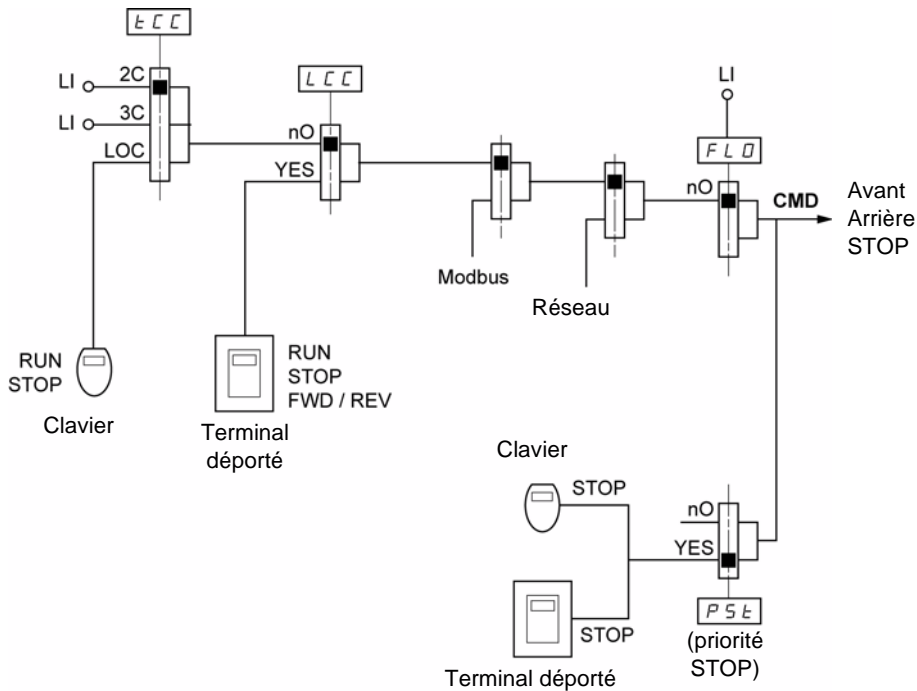 tCC
LI
2C
LI
3C
LOC
LCC
nO
YES
LI
FLO
nO
CMD
Avant
Arrière
STOP
Modbus
Réseau
RUN
STOP
Clavier
RUN
STOP
FWD / REV
Terminal
déporté
Clavier
STOP
nO
YES
STOP
PSt
(priorité
STOP)
Terminal déporté